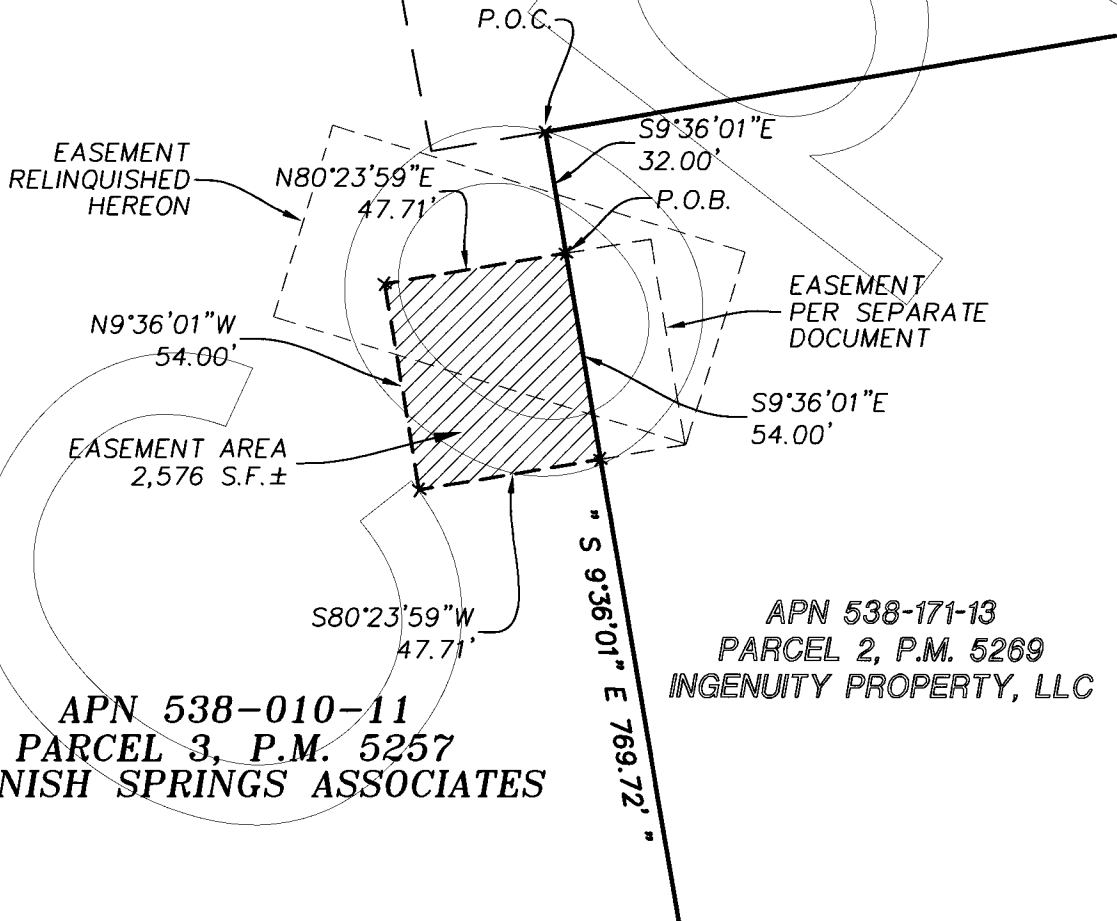 P.O.C.
EASEMENT
RELINQUISHED
HEREON
N80°23'59"E
47.71'
S9°36'01"E
32.00'
P.O.B.
EASEMENT
PER SEPARATE
DOCUMENT
N9°36'01"W
54.00'
S9°36'01"E
54.00'
EASEMENT AREA
2,576 S.F.±
S80°23'59"W
47.71'
" S 9°36'01" E 769.72' "
APN 538-171-13
PARCEL 2, P.M. 5269
INGENUITY PROPERTY, LLC
APN 538-010-11
PARCEL 3, P.M. 5257
NISH SPRINGS ASSOCIATES